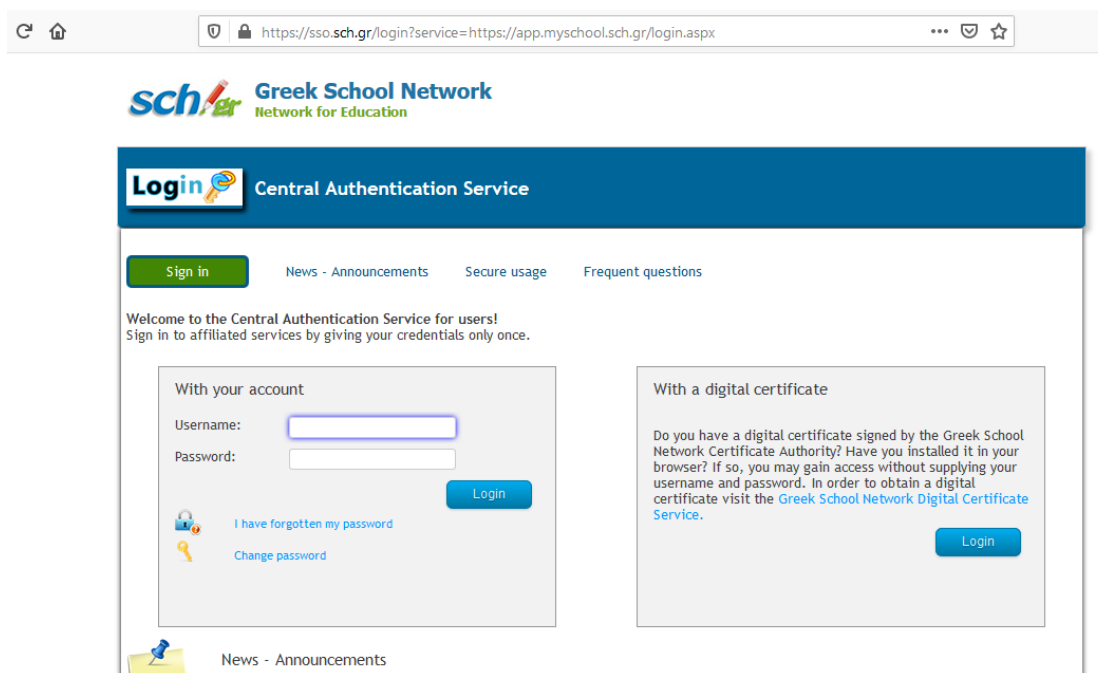 https://sso.sch.gr/login?service=https://app.myschool.sch.gr/login.aspx
sch gr
Greek School Network
Network for Education
Login
Central Authentication Service
Sign in
News - Announcements
Secure usage
Frequent questions
Welcome to the Central Authentication Service for users!
Sign in to affiliated services by giving your credentials only once.
With your account
Username:
Password:
Login
I have forgotten my password
Change password
With a digital certificate
Do you have a digital certificate signed by the Greek School
Network Certificate Authority? Have you installed it in your
browser? If so, you may gain access without supplying your
username and password. In order to obtain a digital
certificate visit the Greek School Network Digital Certificate
Service.
Login
News - Announcements